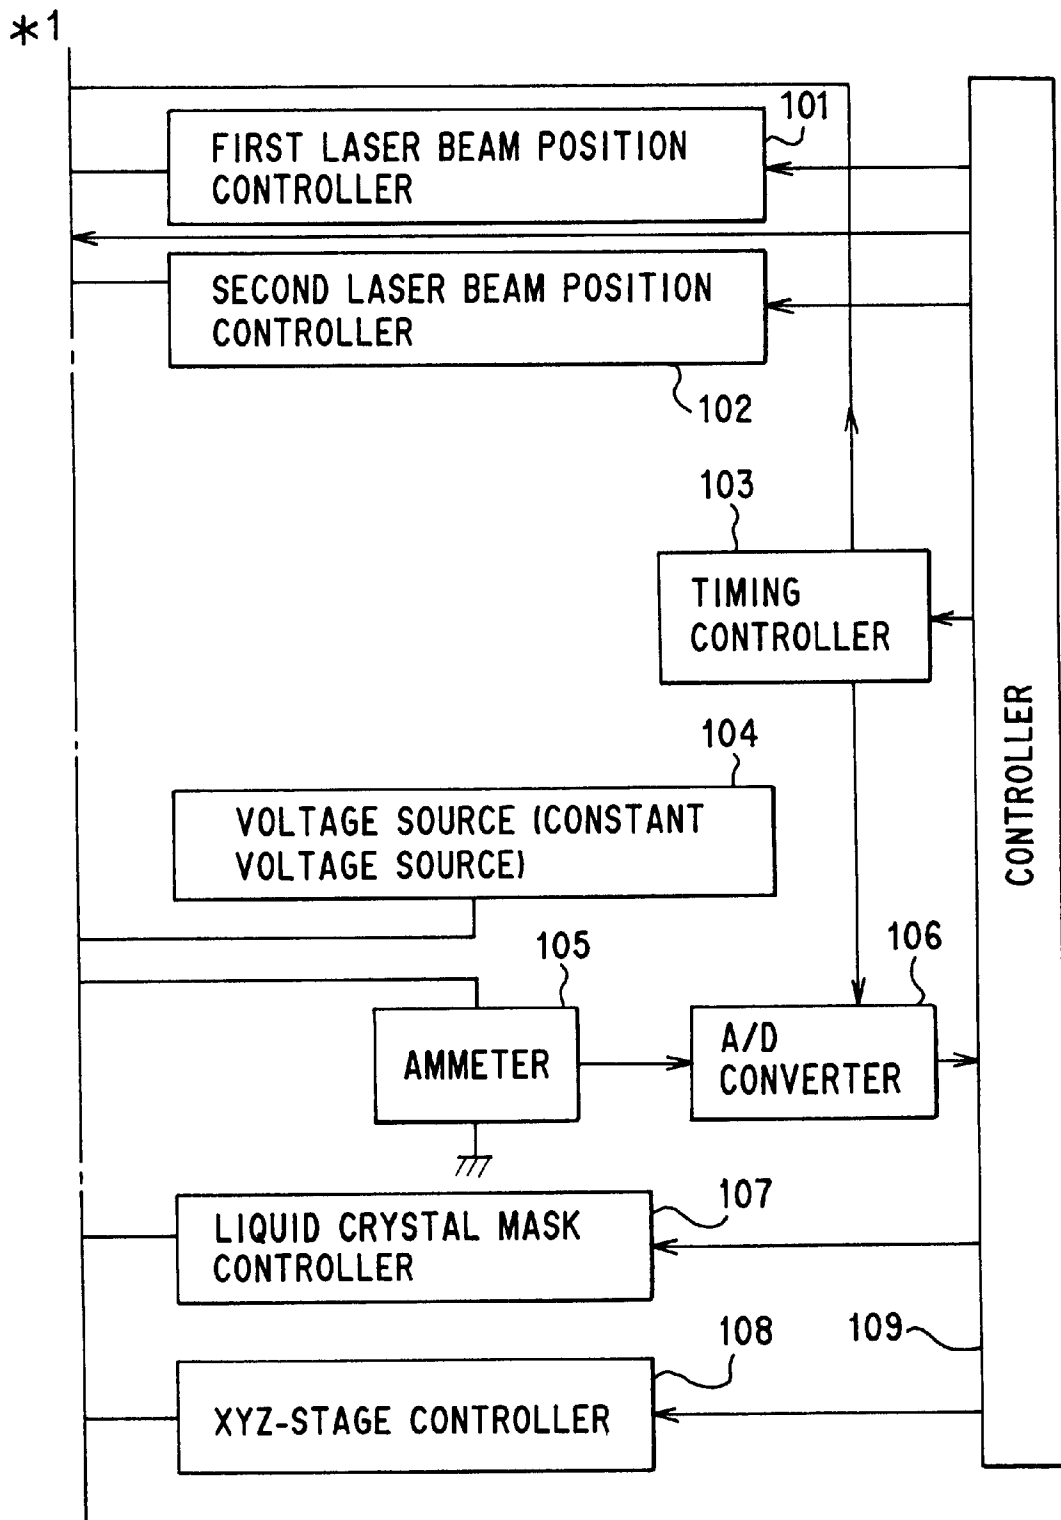 *1
101
FIRST LASER BEAM POSITION
CONTROLLER
SECOND LASER BEAM POSITION
CONTROLLER
102
103
TIMING
CONTROLLER
CONTROLLER
104
VOLTAGE SOURCE (CONSTANT
VOLTAGE SOURCE)
105
106
AMMETER
A/D
CONVERTER
107
LIQUID CRYSTAL MASK
CONTROLLER
108
109
XYZ-STAGE CONTROLLER